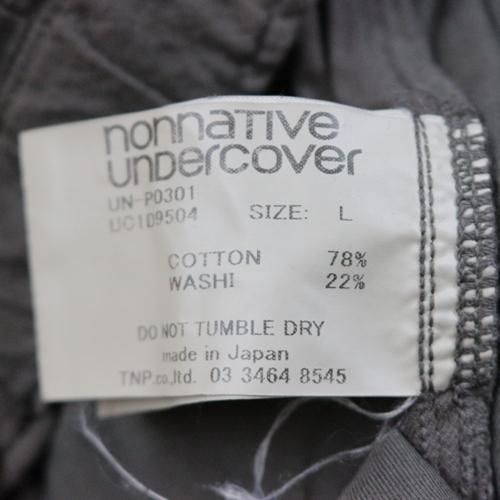 nonnaTIVe
UnDercover
UN-P0301
UC1D9504 SIZE: L
COTTON 78%
WASHI 22%
DO NOT TUMBLE DRY
made in Japan
TNP.co.,ltd. 03 3464 8545